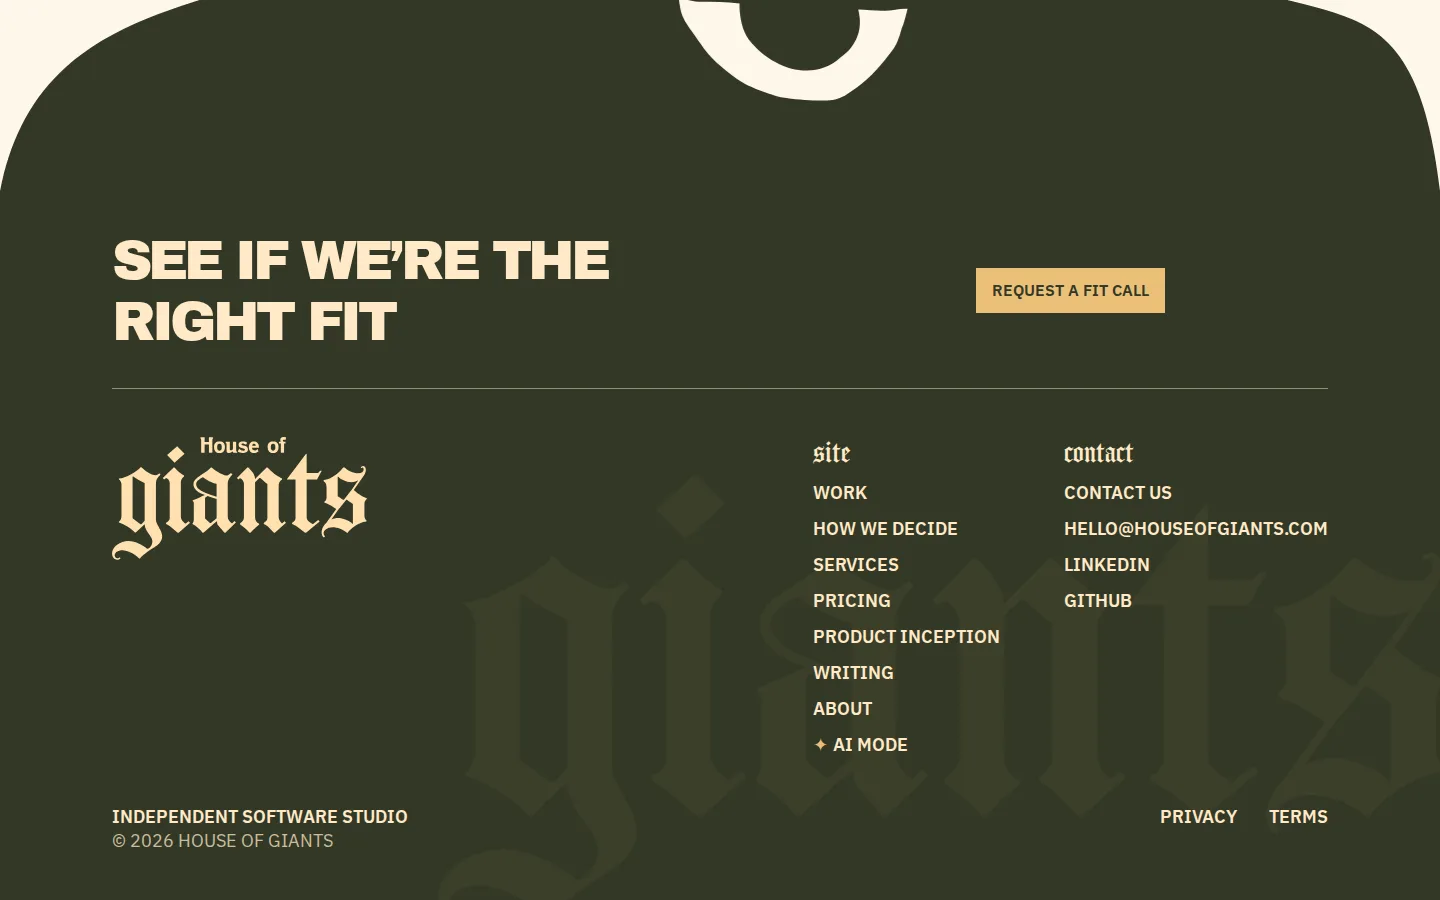 SEE IF WE’RE THE
RIGHT FIT
REQUEST A FIT CALL
House of
giants
site
WORK
HOW WE DECIDE
SERVICES
PRICING
PRODUCT INCEPTION
WRITING
ABOUT
✦ AI MODE
contact
CONTACT US
HELLO@HOUSEOFGIANTS.COM
LINKEDIN
GITHUB
giants
INDEPENDENT SOFTWARE STUDIO
© 2026 HOUSE OF GIANTS
PRIVACY
TERMS